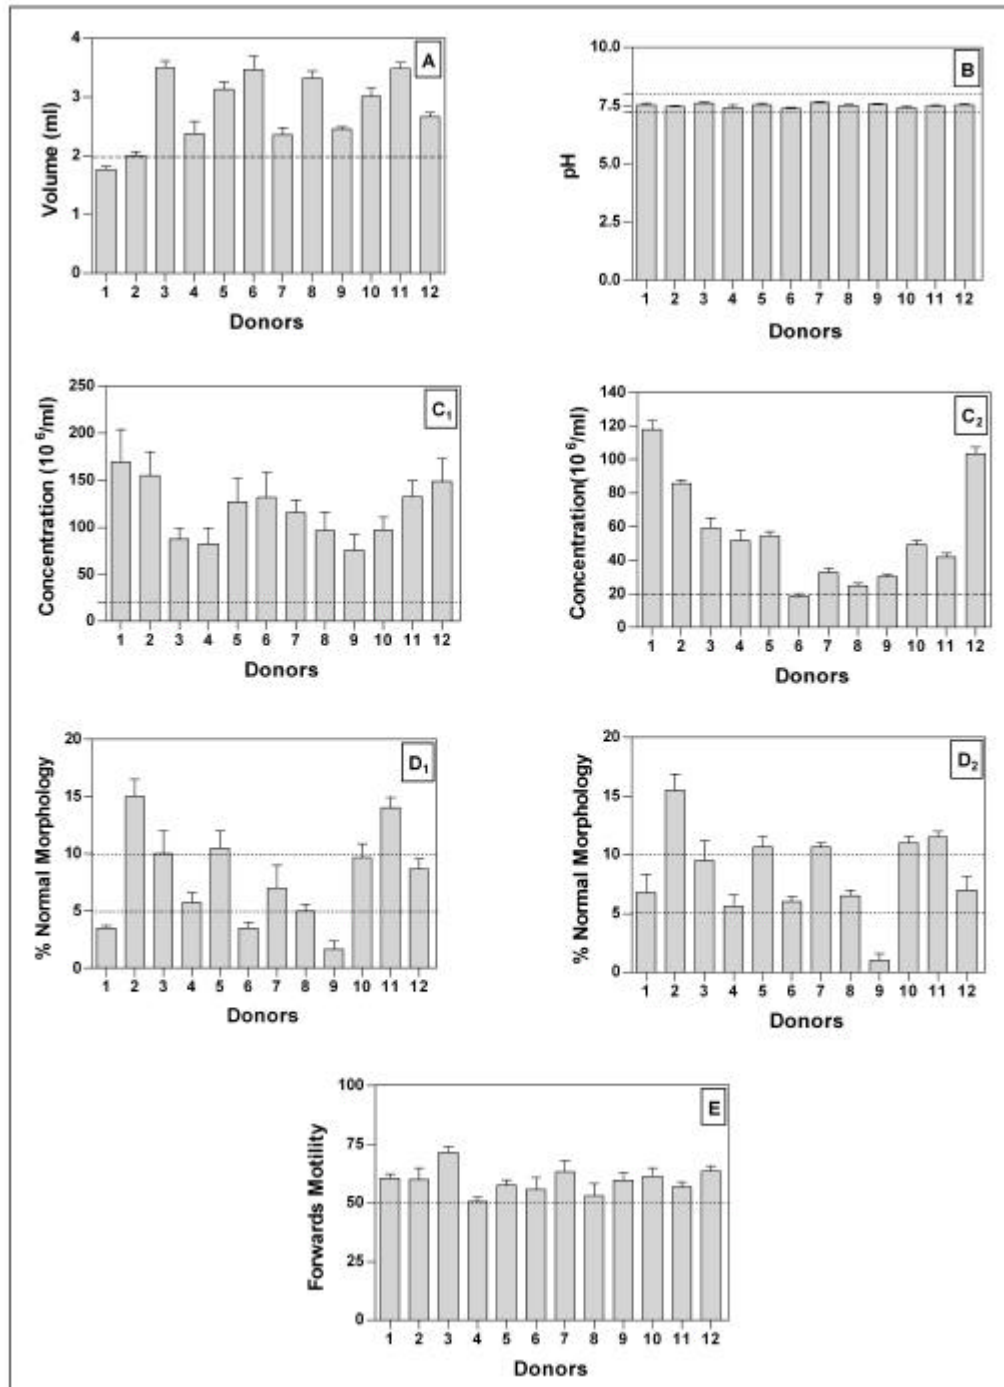 A
Volume (ml)
4
3
2
1
0
1 2 3 4 5 6 7 8 9 10 11 12
Donors
B
pH
10.0
7.5
5.0
2.5
0.0
1 2 3 4 5 6 7 8 9 10 11 12
Donors
C₁
Concentration (10 ⁶/ml)
250
200
150
100
50
0
1 2 3 4 5 6 7 8 9 10 11 12
Donors
C₂
Concentration(10 ⁶/ml)
140
120
100
80
60
40
20
0
1 2 3 4 5 6 7 8 9 10 11 12
Donors
D₁
% Normal Morphology
20
15
10
5
0
1 2 3 4 5 6 7 8 9 10 11 12
Donors
D₂
% Normal Morphology
20
15
10
5
0
1 2 3 4 5 6 7 8 9 10 11 12
Donors
E
Forwards Motility
100
75
50
25
0
1 2 3 4 5 6 7 8 9 10 11 12
Donors